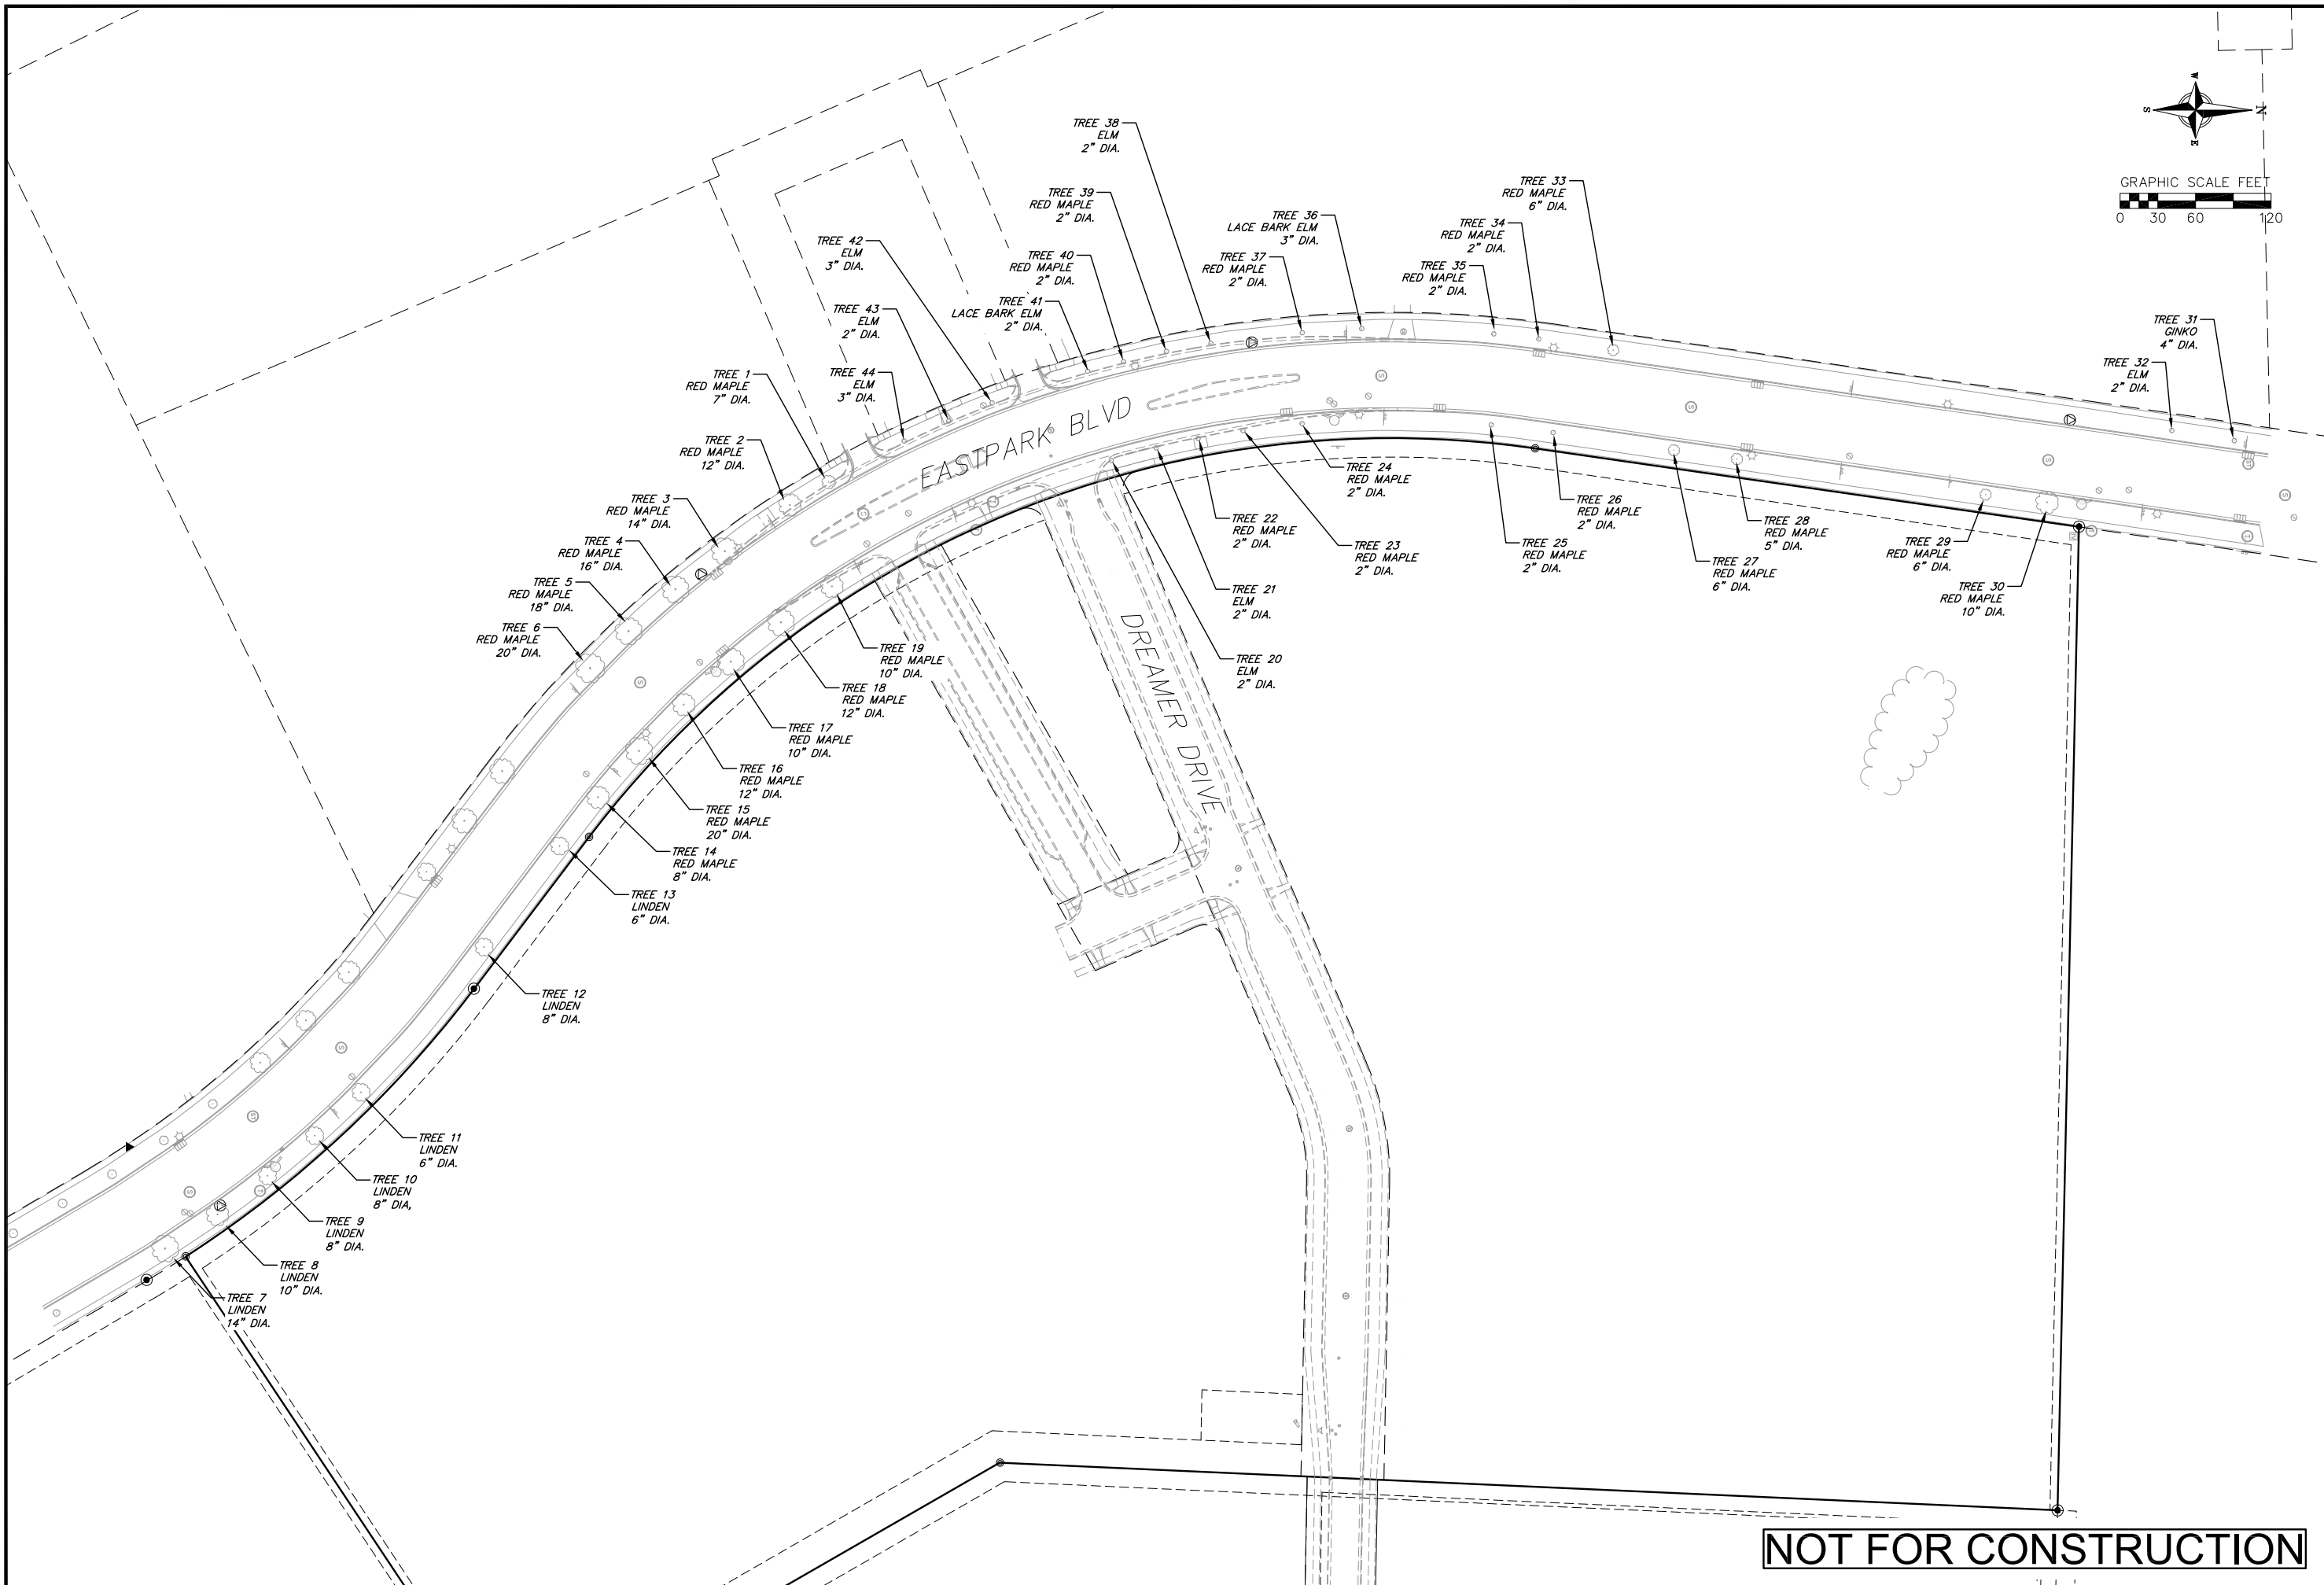 W
N
S
E
GRAPHIC SCALE FEET
0 30 60 120
TREE 38
ELM
2" DIA.
TREE 39
RED MAPLE
2" DIA.
TREE 33
RED MAPLE
6" DIA.
TREE 36
LACE BARK ELM
3" DIA.
TREE 34
RED MAPLE
2" DIA.
TREE 42
ELM
3" DIA.
TREE 40
RED MAPLE
2" DIA.
TREE 37
RED MAPLE
2" DIA.
TREE 35
RED MAPLE
2" DIA.
TREE 43
ELM
2" DIA.
TREE 41
LACE BARK ELM
2" DIA.
TREE 31
GINKO
4" DIA.
TREE 32
ELM
2" DIA.
TREE 1
RED MAPLE
7" DIA.
TREE 44
ELM
3" DIA.
EASTPARK BLVD
TREE 2
RED MAPLE
12" DIA.
TREE 3
RED MAPLE
14" DIA.
TREE 4
RED MAPLE
16" DIA.
TREE 5
RED MAPLE
18" DIA.
TREE 6
RED MAPLE
20" DIA.
TREE 24
RED MAPLE
2" DIA.
TREE 26
RED MAPLE
2" DIA.
TREE 22
RED MAPLE
2" DIA.
TREE 28
RED MAPLE
5" DIA.
TREE 23
RED MAPLE
2" DIA.
TREE 25
RED MAPLE
2" DIA.
TREE 29
RED MAPLE
6" DIA.
TREE 27
RED MAPLE
6" DIA.
TREE 30
RED MAPLE
10" DIA.
TREE 21
ELM
2" DIA.
TREE 20
ELM
2" DIA.
DREAMER DRIVE
TREE 19
RED MAPLE
10" DIA.
TREE 18
RED MAPLE
12" DIA.
TREE 17
RED MAPLE
10" DIA.
TREE 16
RED MAPLE
12" DIA.
TREE 15
RED MAPLE
20" DIA.
TREE 14
RED MAPLE
8" DIA.
TREE 13
LINDEN
6" DIA.
TREE 12
LINDEN
8" DIA.
TREE 11
LINDEN
6" DIA.
TREE 10
LINDEN
8" DIA,
TREE 9
LINDEN
8" DIA.
TREE 8
LINDEN
10" DIA.
TREE 7
LINDEN
14" DIA.
NOT FOR CONSTRUCTION